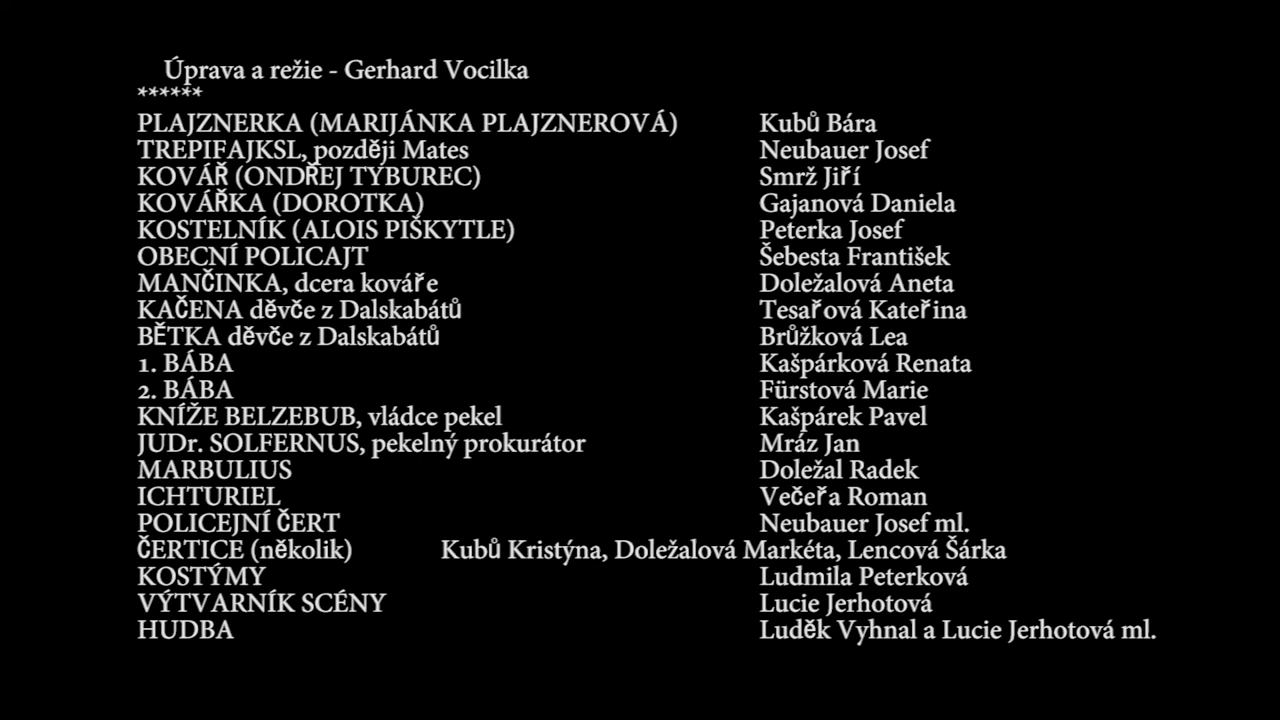 Úprava a režie - Gerhard Vocilka
******
PLAJZNERKA (MARIJÁNKA PLAJZNEROVÁ) Kubů Bára
TREPIFAJKSL, později Mates Neubauer Josef
KOVÁŘ (ONDŘEJ TYBUREC) Smrž Jiří
KOVÁŘKA (DOROTKA) Gajanová Daniela
KOSTELNÍK (ALOIS PIŠKYTLE) Peterka Josef
OBECNÍ POLICAJT Šebesta František
MANČINKA, dcera kováře Doležalová Aneta
KAČENA děvče z Dalskabátů Tesařová Kateřina
BĚTKA děvče z Dalskabátů Brůžková Lea
1. BÁBA Kašpárková Renata
2. BÁBA Fürstová Marie
KNÍŽE BELZEBUB, vládce pekel Kašpárek Pavel
JUDr. SOLFERNUS, pekelný prokurátor Mráz Jan
MARBULIUS Doležal Radek
ICHTURIEL Večeřa Roman
POLICEJNÍ ČERT Neubauer Josef ml.
ČERTICE (několik) Kubů Kristýna, Doležalová Markéta, Lencová Šárka
KOSTÝMY Ludmila Peterková
VÝTVARNÍK SCÉNY Lucie Jerhotová
HUDBA Luděk Vyhnal a Lucie Jerhotová ml.